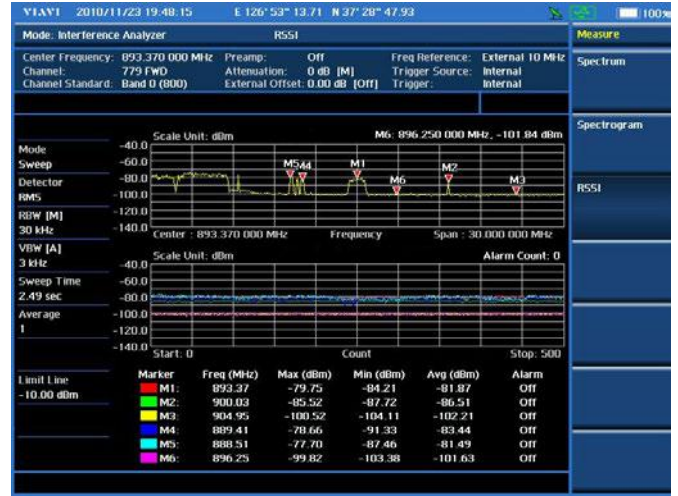 VIAVI 2010/11/23 19:48:15 E 126° 53" 13.71 N 37° 28" 47.93 100%
Mode: Interference Analyzer RSSI Measure
Center Frequency: 893.370 000 MHz Preamp: Off Freq Reference: External 10 MHz
Channel: 779 FWD Attenuation: 0 dB [M] Trigger Source: Internal
Channel Standard: Band 0 (800) External Offset: 0.00 dB [Off] Trigger: Internal
Spectrum
Spectrogram
RSSI
Mode
Sweep
Detector
RMS
RBW [M]
30 kHz
VBW [A]
3 kHz
Sweep Time
2.49 sec
Average
1
Limit Line
-10.00 dBm
Scale Unit: dBm M6: 896.250 000 MHz, -101.84 dBm
-40.0
-60.0
-80.0
-100.0
-120.0
-140.0
M5 M4 M1 M6 M2 M3
Center : 893.370 000 MHz Frequency Span : 30.000 000 MHz
Scale Unit: dBm Alarm Count: 0
-40.0
-60.0
-80.0
-100.0
-120.0
-140.0
Start: 0 Count Stop: 500
Marker Freq (MHz) Max (dBm) Min (dBm) Avg (dBm) Alarm
M1: 893.37 -79.75 -84.21 -81.87 Off
M2: 900.03 -85.52 -87.72 -86.51 Off
M3: 904.95 -100.52 -104.11 -102.21 Off
M4: 889.41 -78.66 -91.33 -83.44 Off
M5: 888.51 -77.70 -87.46 -81.49 Off
M6: 896.25 -99.82 -103.38 -101.63 Off